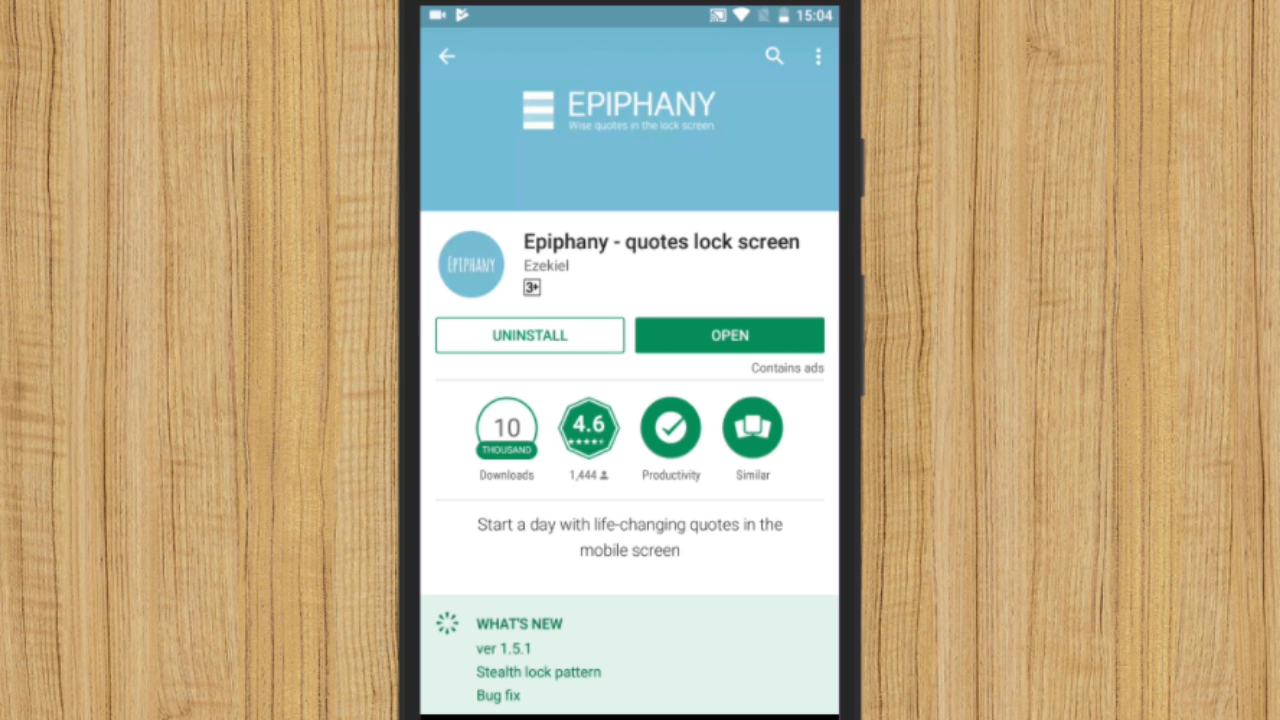 15:04
EPIPHANY
Wise quotes in the lock screen
EPIPHANY
Epiphany - quotes lock screen
Ezekiel
3+
UNINSTALL
OPEN
Contains ads
10
THOUSAND
4.6
Downloads
1,444
Productivity
Similar
Start a day with life-changing quotes in the
mobile screen
WHAT'S NEW
ver 1.5.1
Stealth lock pattern
Bug fix